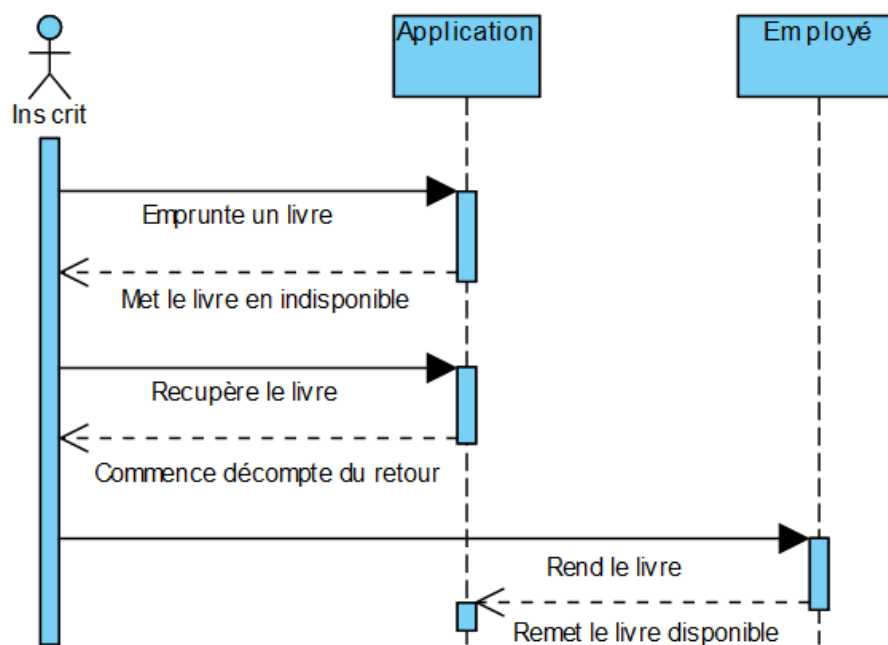 Application
Employé
Inscrit
Emprunte un livre
Met le livre en indisponible
Recupère le livre
Commence décompte du retour
Rend le livre
Remet le livre disponible